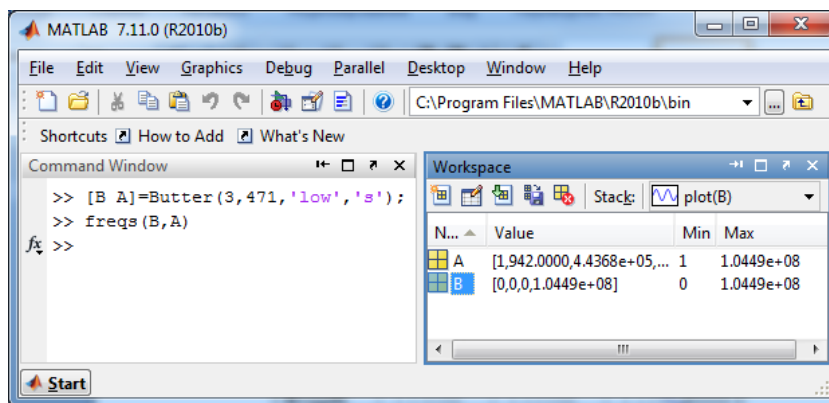 MATLAB 7.11.0 (R2010b)
File Edit View Graphics Debug Parallel Desktop Window Help
C:\Program Files\MATLAB\R2010b\bin
Shortcuts How to Add What's New
Command Window
>> [B A]=Butter(3,471,'low','s');
>> freqs(B,A)
fx >>
Workspace
Stack: plot(B)
N... Value Min Max
A [1,942.0000,4.4368e+05,... 1 1.0449e+08
B [0,0,0,1.0449e+08] 0 1.0449e+08
Start